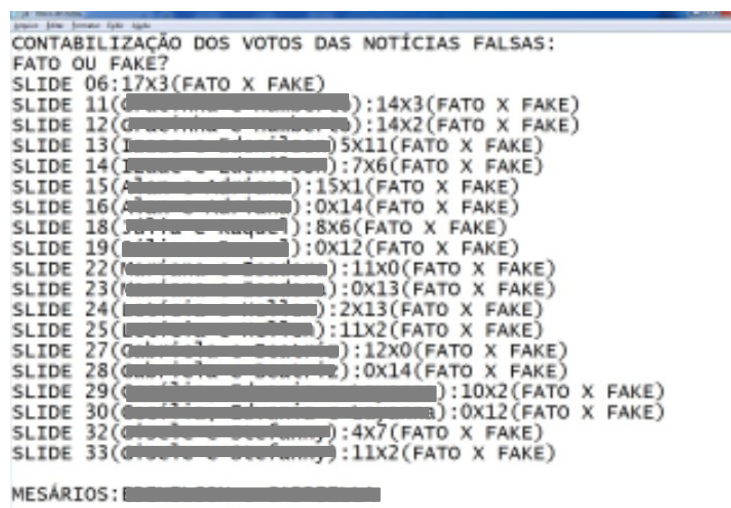 CONTABILIZAÇÃO DOS VOTOS DAS NOTÍCIAS FALSAS:
FATO OU FAKE?
SLIDE 06:17X3(FATO X FAKE)
SLIDE 11( ):14X3(FATO X FAKE)
SLIDE 12( ):14X2(FATO X FAKE)
SLIDE 13( )5X11(FATO X FAKE)
SLIDE 14( ):7X6(FATO X FAKE)
SLIDE 15( ):15X1(FATO X FAKE)
SLIDE 16( ):0X14(FATO X FAKE)
SLIDE 18( ):8X6(FATO X FAKE)
SLIDE 19( ):0X12(FATO X FAKE)
SLIDE 22( ):11X0(FATO X FAKE)
SLIDE 23( ):0X13(FATO X FAKE)
SLIDE 24( ):2X13(FATO X FAKE)
SLIDE 25( ):11X2(FATO X FAKE)
SLIDE 27( ):12X0(FATO X FAKE)
SLIDE 28( ):0X14(FATO X FAKE)
SLIDE 29( ):10X2(FATO X FAKE)
SLIDE 30( ):0X12(FATO X FAKE)
SLIDE 32( ):4X7(FATO X FAKE)
SLIDE 33( ):11X2(FATO X FAKE)
MESÁRIOS: